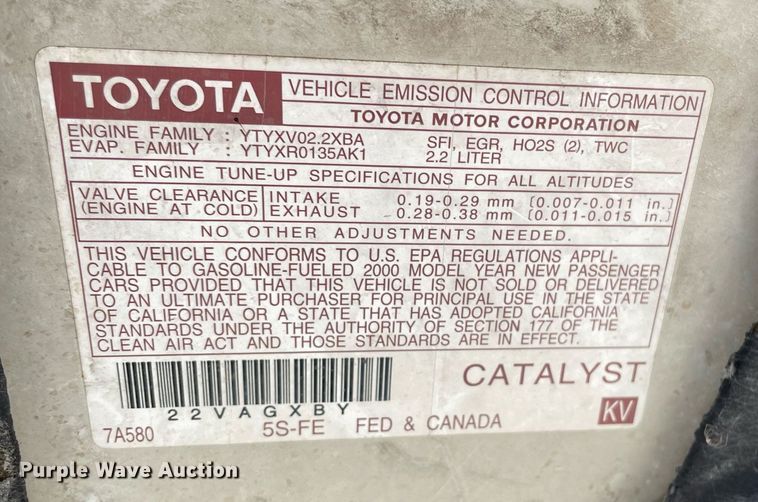 TOYOTA
VEHICLE EMISSION CONTROL INFORMATION
TOYOTA MOTOR CORPORATION
ENGINE FAMILY : YTYXV02.2XBA SFI, EGR, HO2S (2), TWC
EVAP. FAMILY : YTYXR0135AK1 2.2 LITER
ENGINE TUNE-UP SPECIFICATIONS FOR ALL ALTITUDES
VALVE CLEARANCE INTAKE 0.19-0.29 mm [0.007-0.011 in.]
(ENGINE AT COLD) EXHAUST 0.28-0.38 mm [0.011-0.015 in.]
NO OTHER ADJUSTMENTS NEEDED.
THIS VEHICLE CONFORMS TO U.S. EPA REGULATIONS APPLI-
CABLE TO GASOLINE-FUELED 2000 MODEL YEAR NEW PASSENGER
CARS PROVIDED THAT THIS VEHICLE IS NOT SOLD OR DELIVERED
TO AN ULTIMATE PURCHASER FOR PRINCIPAL USE IN THE STATE
OF CALIFORNIA OR A STATE THAT HAS ADOPTED CALIFORNIA
STANDARDS UNDER THE AUTHORITY OF SECTION 177 OF THE
CLEAN AIR ACT AND THOSE STANDARDS ARE IN EFFECT.
CATALYST
22VAGXBY
7A580 5S-FE FED & CANADA KV
Purple Wave Auction